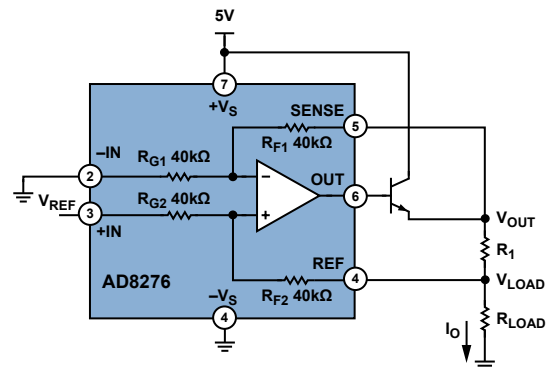 5V
7
+VS
SENSE
5
–IN
RG1 40kΩ
RF1 40kΩ
2
–
OUT
VREF
RG2 40kΩ
6
3
+
+IN
VOUT
R1
REF
4
VLOAD
AD8276
–VS
RF2 40kΩ
4
IO
RLOAD